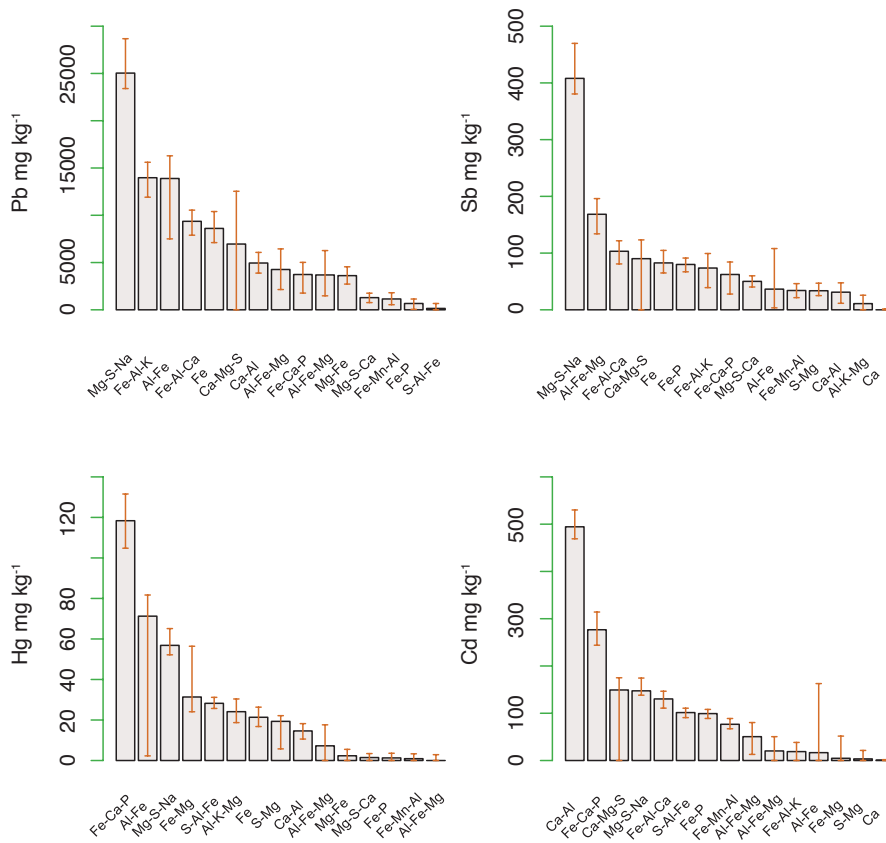 Pb mg kg⁻¹
0
5000
15000
25000
Mg-S-Na
Fe-Al-K
Al-Fe
Fe-Al-Ca
Fe
Ca-Mg-S
Ca-Al
Al-Fe-Mg
Fe-Ca-P
Al-Fe-Mg
Mg-Fe
Mg-S-Ca
Fe-Mn-Al
Fe-P
S-Al-Fe
Sb mg kg⁻¹
0
100
200
300
400
500
Mg-S-Na
Al-Fe-Mg
Fe-Al-Ca
Ca-Mg-S
Fe
Fe-P
Fe-Al-K
Fe-Ca-P
Mg-S-Ca
Al-Fe
Fe-Mn-Al
S-Mg
Ca-Al
Al-K-Mg
Ca
Hg mg kg⁻¹
0
20
40
60
80
120
Fe-Ca-P
Al-Fe
Mg-S-Na
Fe-Mg
S-Al-Fe
Al-K-Mg
Fe
S-Mg
Ca-Al
Al-Fe-Mg
Mg-Fe
Mg-S-Ca
Fe-P
Fe-Mn-Al
Al-Fe-Mg
Cd mg kg⁻¹
0
100
300
500
Ca-Al
Fe-Ca-P
Ca-Mg-S
Mg-S-Na
Fe-Al-Ca
S-Al-Fe
Fe-P
Fe-Mn-Al
Al-Fe-Mg
Al-Fe-Mg
Fe-Al-K
Al-Fe
Fe-Mg
S-Mg
Ca